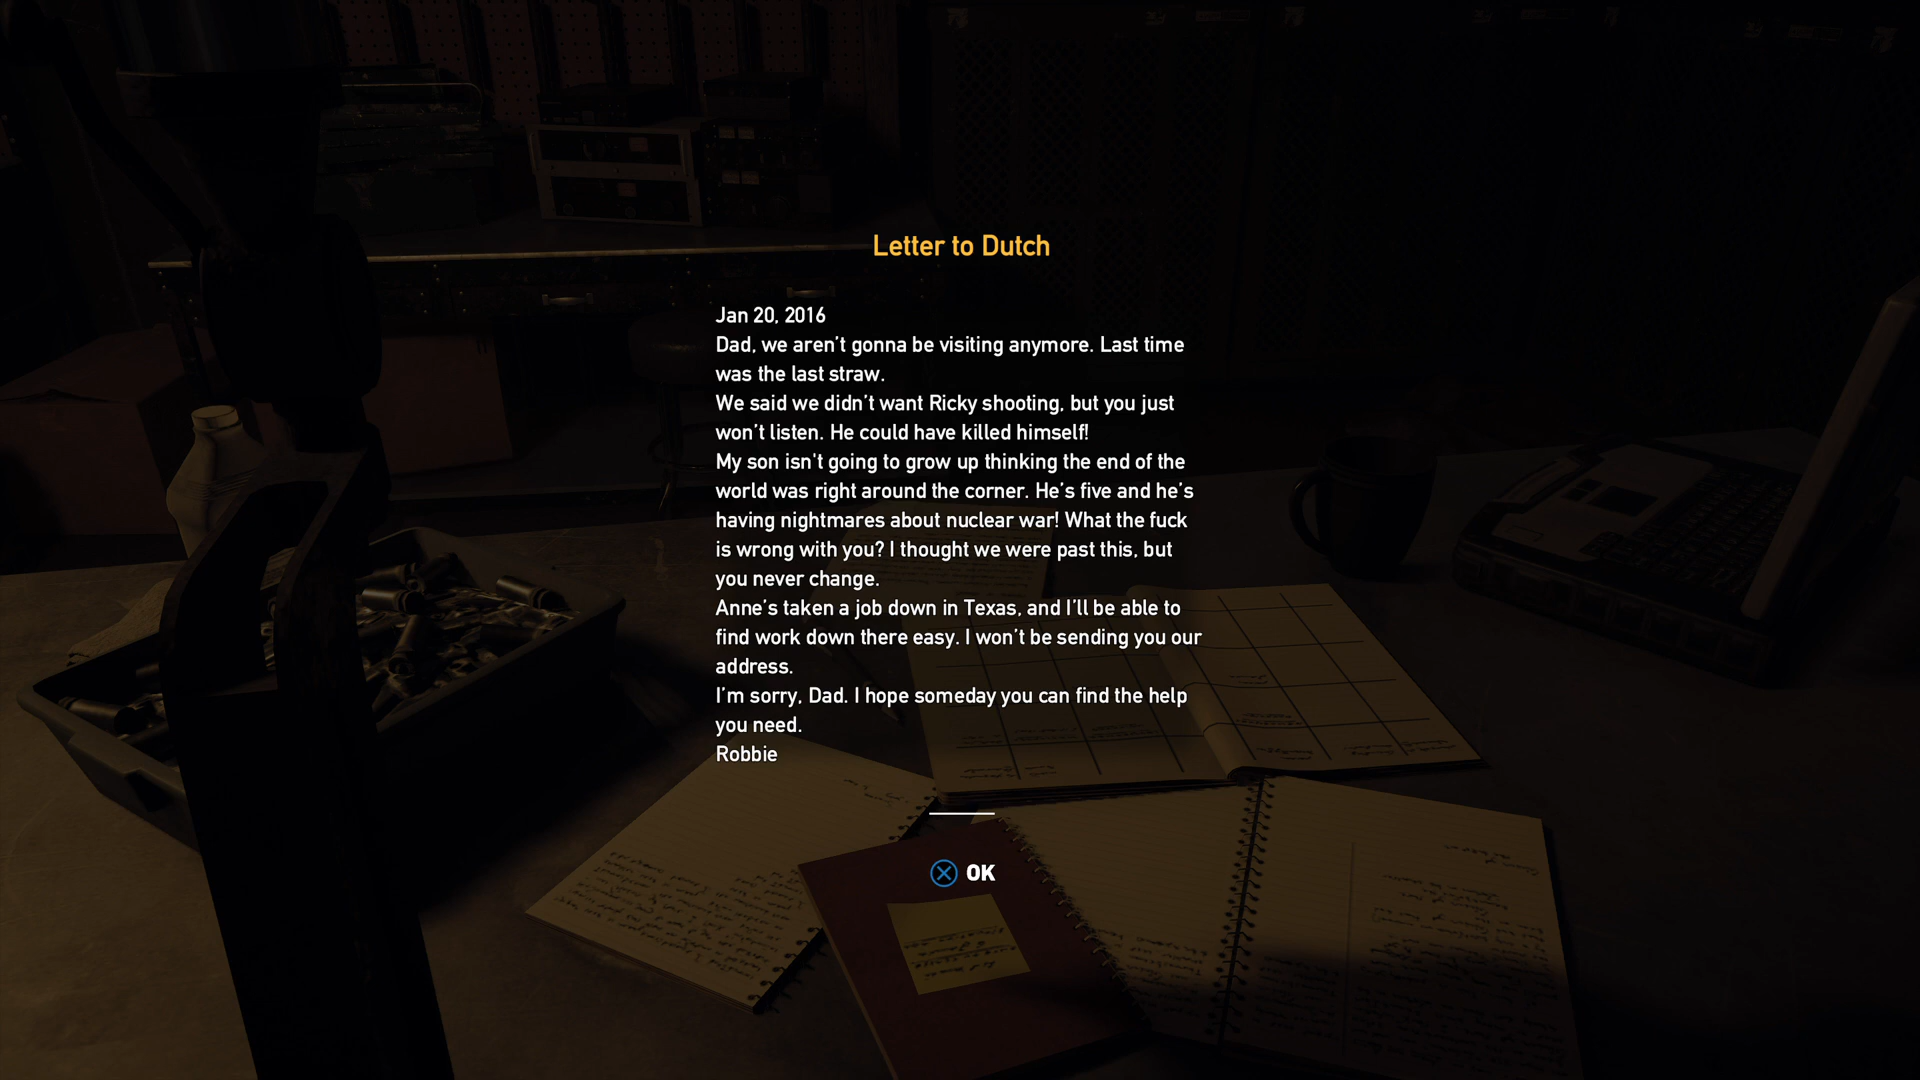 Letter to Dutch
Jan 20, 2016
Dad, we aren't gonna be visiting anymore. Last time
was the last straw.
We said we didn't want Ricky shooting, but you just
won't listen. He could have killed himself!
My son isn't going to grow up thinking the end of the
world was right around the corner. He's five and he's
having nightmares about nuclear war! What the fuck
is wrong with you? I thought we were past this, but
you never change.
Anne's taken a job down in Texas, and I'll be able to
find work down there easy. I won't be sending you our
address.
I'm sorry, Dad. I hope someday you can find the help
you need.
Robbie
OK